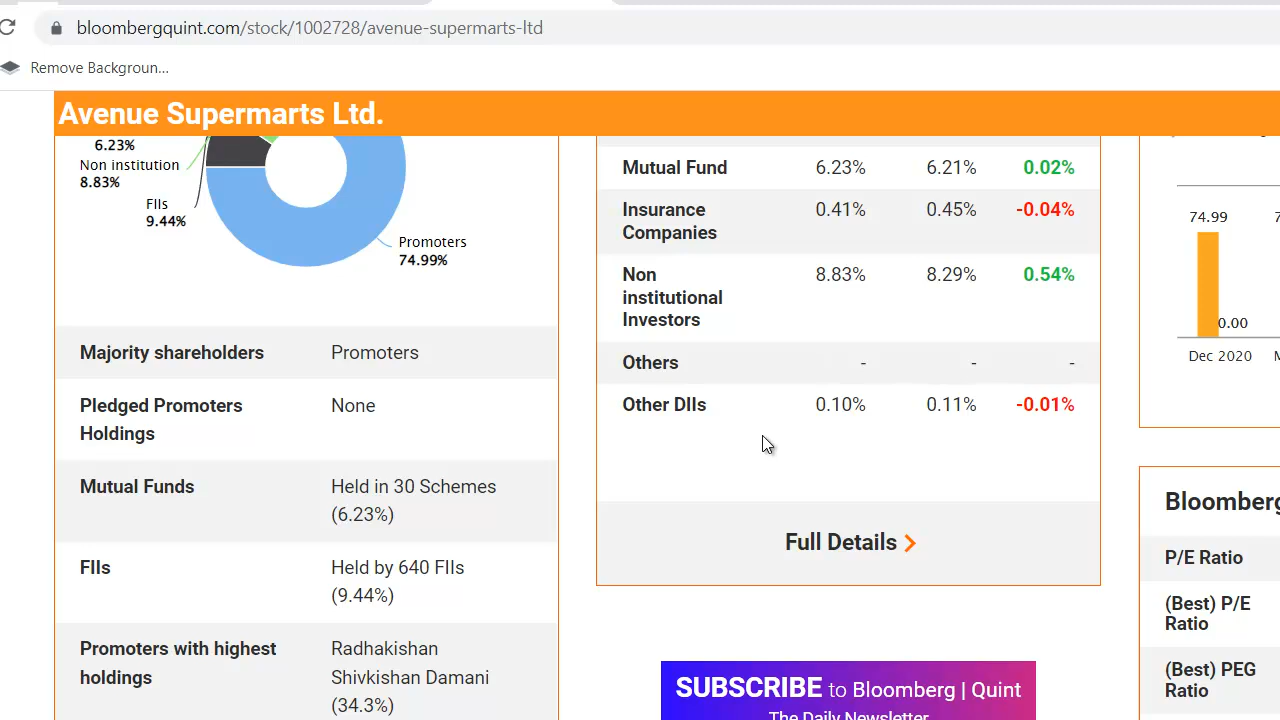 bloombergquint.com/stock/1002728/avenue-supermarts-ltd
Remove Backgroun...
Avenue Supermarts Ltd.
6.23%
Non institution
8.83%
FIIs
9.44%
Promoters
74.99%
Majority shareholders Promoters
Pledged Promoters Holdings None
Mutual Funds Held in 30 Schemes
(6.23%)
FIIs Held by 640 FIIs
(9.44%)
Promoters with highest holdings Radhakishan
Shivkishan Damani
(34.3%)
Mutual Fund 6.23% 6.21% 0.02%
Insurance Companies 0.41% 0.45% -0.04%
Non institutional Investors 8.83% 8.29% 0.54%
Others - - -
Other DIIs 0.10% 0.11% -0.01%
Full Details
SUBSCRIBE to Bloomberg | Quint
The Daily Newsletter
74.99
0.00
Dec 2020
Bloomberg
P/E Ratio
(Best) P/E
Ratio
(Best) PEG
Ratio